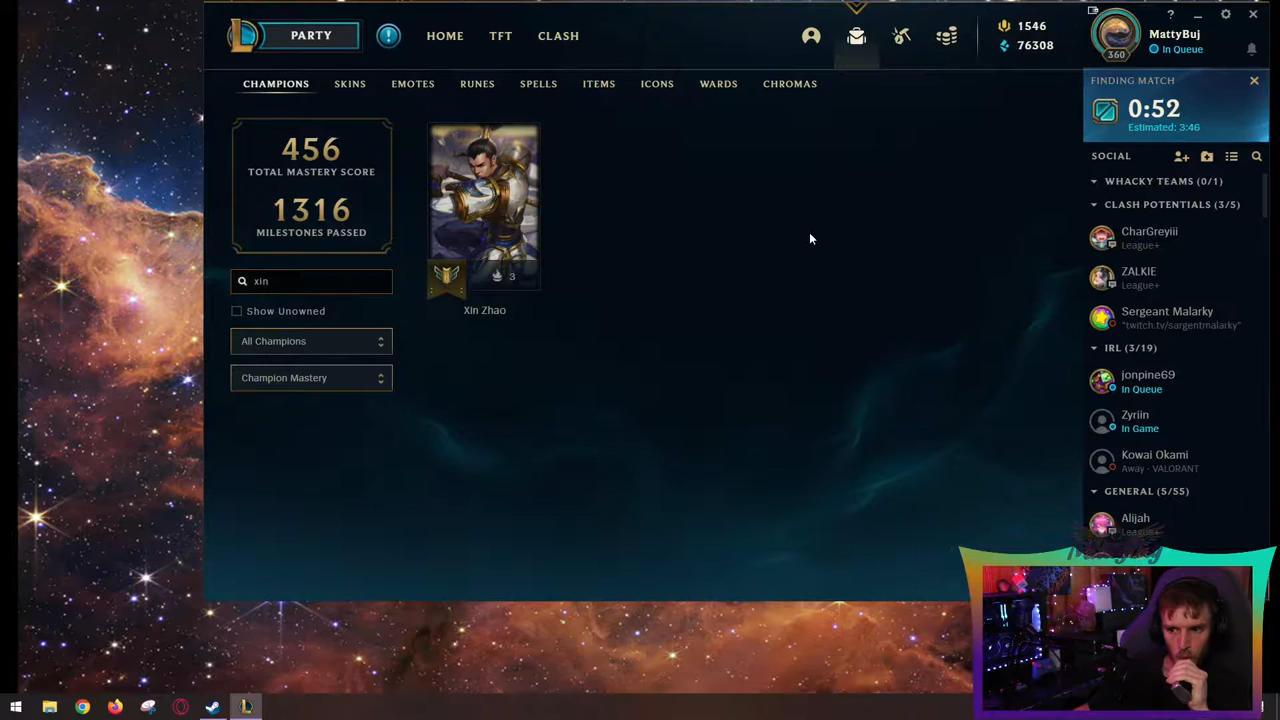 PARTY
HOME
TFT
CLASH
1546
76308
?
360
MattyBuj
In Queue
CHAMPIONS
SKINS
EMOTES
RUNES
SPELLS
ITEMS
ICONS
WARDS
CHROMAS
FINDING MATCH
0:52
Estimated: 3:46
456
TOTAL MASTERY SCORE
1316
MILESTONES PASSED
xin
Show Unowned
All Champions
Champion Mastery
3
Xin Zhao
SOCIAL
WHACKY TEAMS (0/1)
CLASH POTENTIALS (3/5)
CharGreyiii
League+
ZALKIE
League+
Sergeant Malarky
"twitch.tv/sargentmalarky"
IRL (3/19)
jonpine69
In Queue
Zyriin
In Game
Kowai Okami
Away - VALORANT
GENERAL (5/55)
Alijah
League+